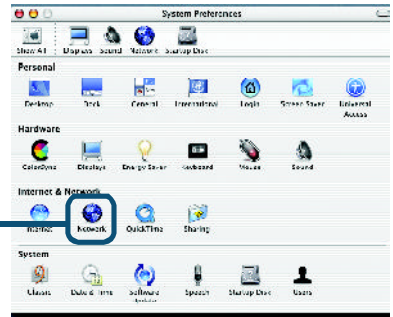 System Preferences
Show All Displays Sound Network Startup Disk
Personal
Desktop Dock General International Login Screen Saver Universal Access
Hardware
ColorSync Displays Energy Saver Keyboard Mouse Sound
Internet & Network
Internet Network QuickTime Sharing
System
Classic Date & Time Software Update Speech Startup Disk Users